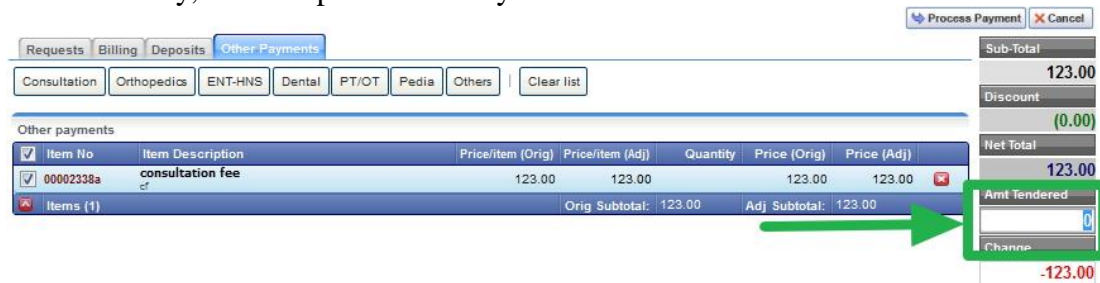 Process Payment Cancel
Requests Billing Deposits Other Payments
Sub-Total
123.00
Consultation Orthopedics ENT-HNS Dental PT/OT Pedia Others | Clear list
Discount
(0.00)
Other payments
Net Total
123.00
Item No Item Description Price/item (Orig) Price/item (Adj) Quantity Price (Orig) Price (Adj)
00002338a consultation fee 123.00 123.00 123.00 123.00
cf
Items (1) Orig Subtotal: 123.00 Adj Subtotal: 123.00
Amt Tendered
0
Change
-123.00